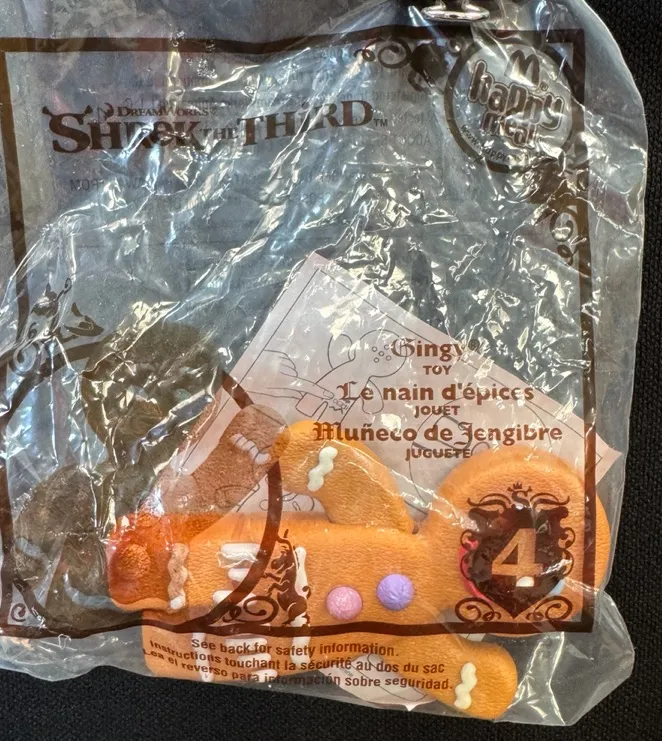 DREAMWORKS
SHREK THE THIRD™
happy
meal
Gingy
TOY
Le nain d'épices
JOUET
Muñeco de Jengibre
JUGUETE
4
See back for safety information.
Instructions touchant la sécurité au dos du sac
Lea el reverso para información sobre seguridad.